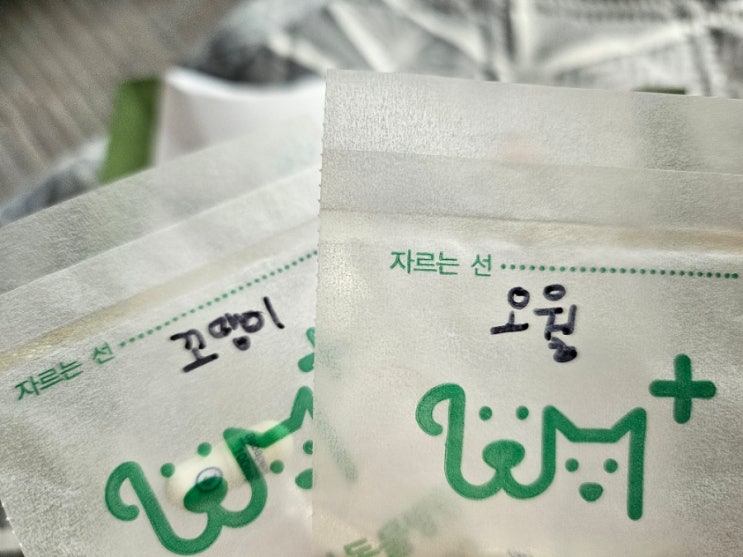 자르는 선
꼬맹이
자르는 선
오월